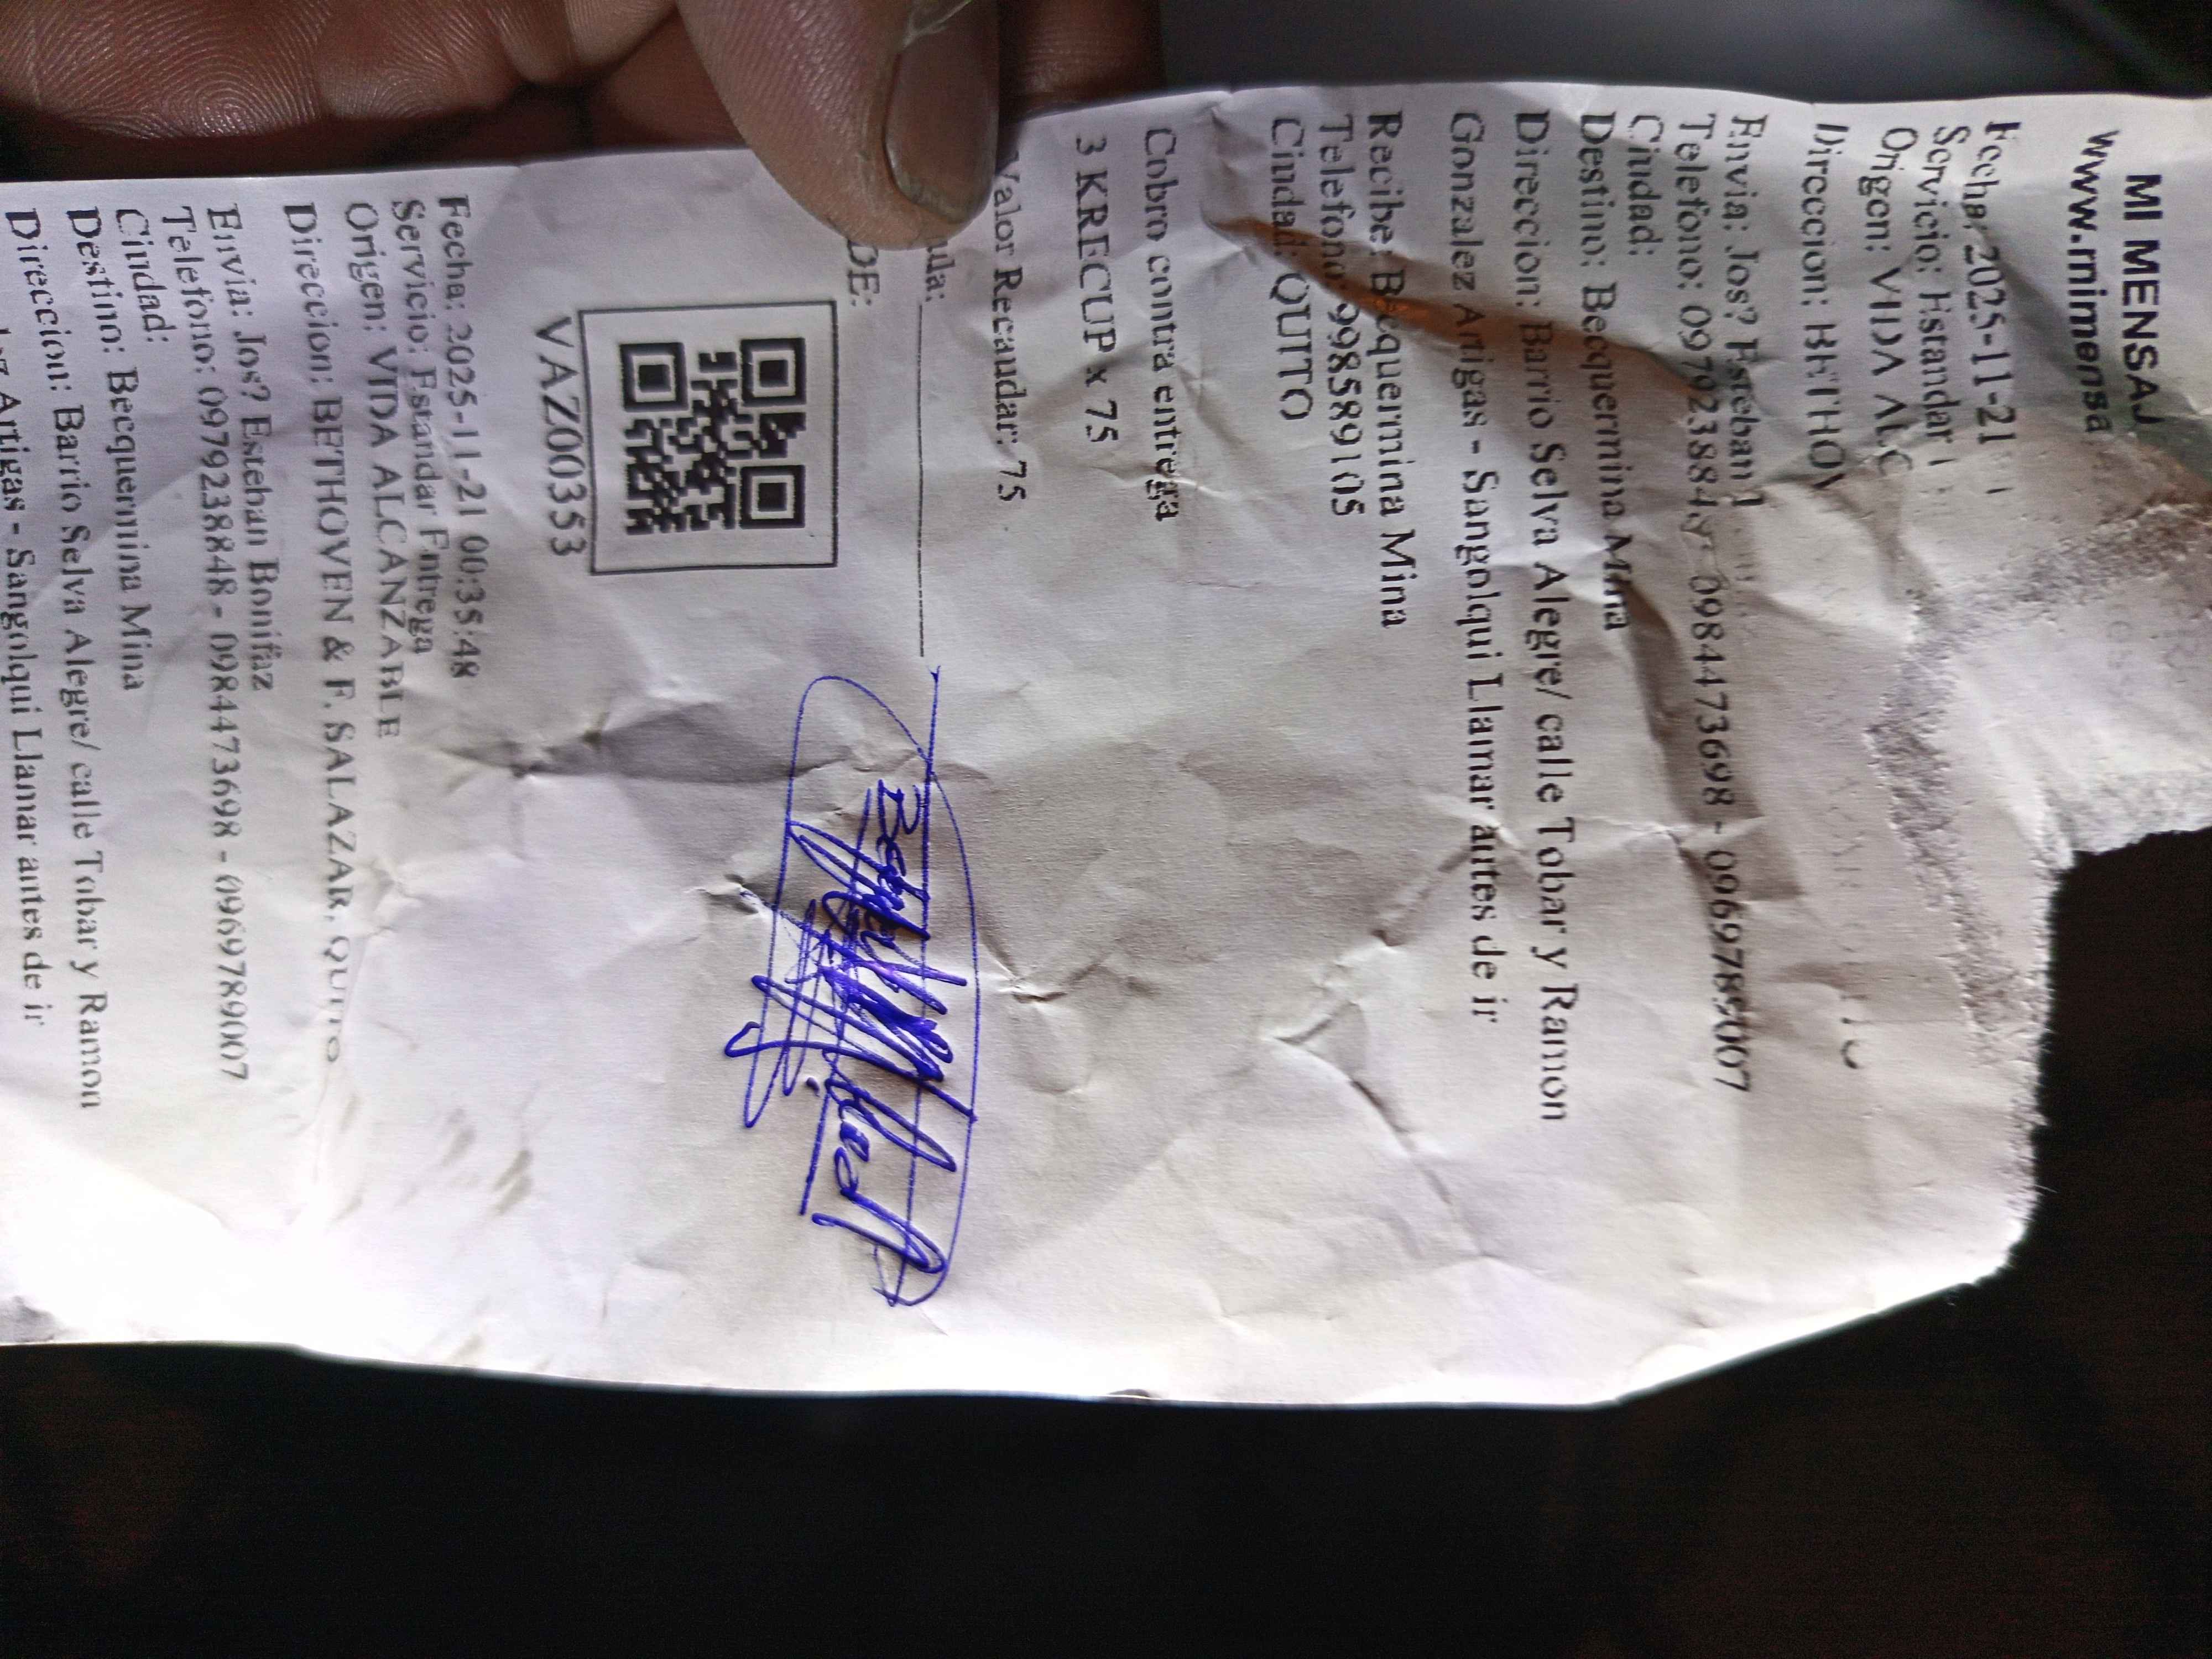 MI MENSAJ
www.mimensa
Fecha: 2025-11-21
Servicio: Estandar
Origen: VIDA ALC
Direccion: BETHOV
Envia: Jos? Esteban
Telefono: 0979238848 - 0984473698 - 0969789007
Ciudad:
Destino: Becquermina Mina
Direccion: Barrio Selva Alegre/ calle Tobar y Ramon
Gonzalez Artigas - Sangolqui Llamar antes de ir
Recibe: Becquermina Mina
Telefono: 998589105
Ciudad: QUITO
Cobro contra entrega
3 KRECUP x 75
Valor Recaudar: 75
ula:
DE:
VAZ00353
Fecha: 2025-11-21 00:35:48
Servicio: Estandar Entrega
Origen: VIDA ALCANZABLE
Direccion: BETHOVEN & F. SALAZAR, QUITO
Envia: Jos? Esteban Bonifaz
Telefono: 0979238848 - 0984473698 - 0969789007
Ciudad:
Destino: Becquermina Mina
Direccion: Barrio Selva Alegre/ calle Tobar y Ramon
Artigas - Sangolqui Llamar antes de ir